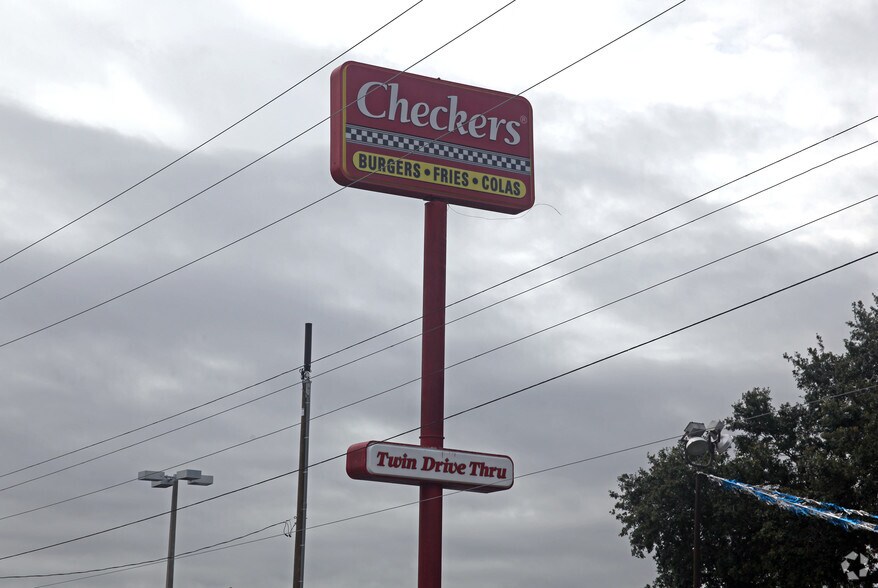 Checkers®
BURGERS • FRIES • COLAS
Twin Drive Thru